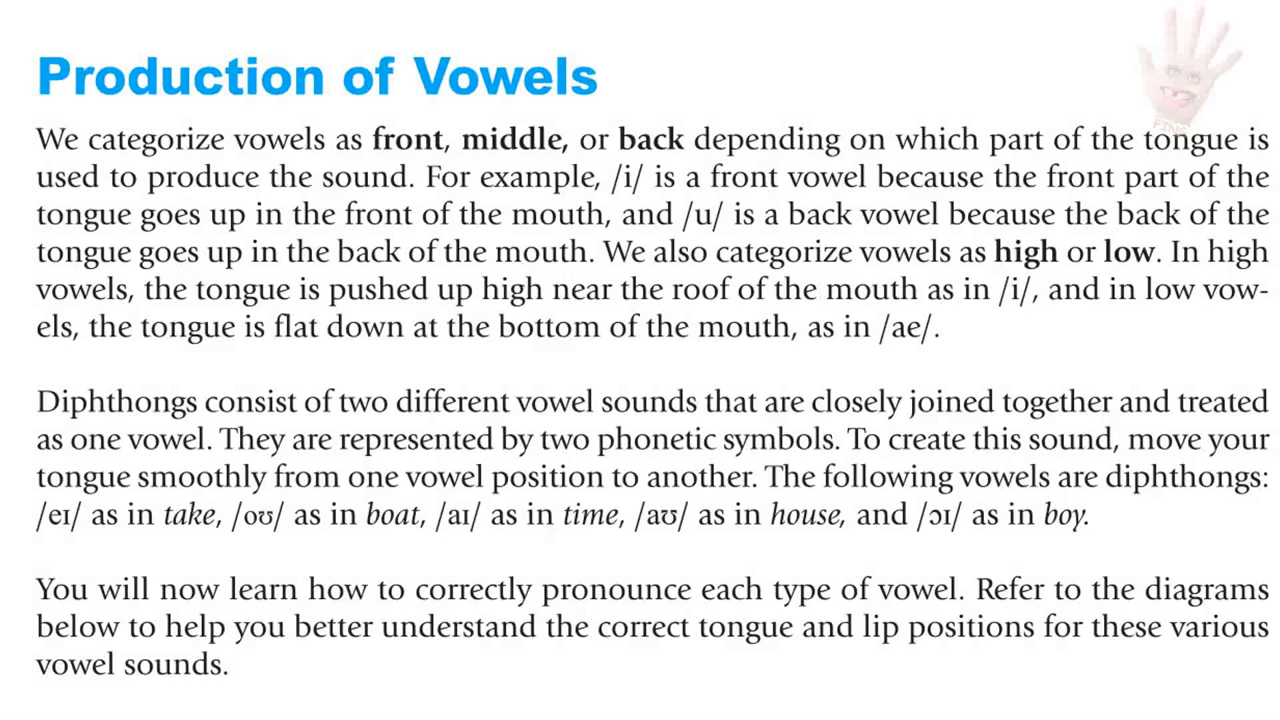 Production of Vowels
We categorize vowels as front, middle, or back depending on which part of the tongue is
used to produce the sound. For example, /i/ is a front vowel because the front part of the
tongue goes up in the front of the mouth, and /u/ is a back vowel because the back of the
tongue goes up in the back of the mouth. We also categorize vowels as high or low. In high
vowels, the tongue is pushed up high near the roof of the mouth as in /i/, and in low vow-
els, the tongue is flat down at the bottom of the mouth, as in /ae/.
Diphthongs consist of two different vowel sounds that are closely joined together and treated
as one vowel. They are represented by two phonetic symbols. To create this sound, move your
tongue smoothly from one vowel position to another. The following vowels are diphthongs:
/eɪ/ as in take, /oʊ/ as in boat, /aɪ/ as in time, /aʊ/ as in house, and /ɔɪ/ as in boy.
You will now learn how to correctly pronounce each type of vowel. Refer to the diagrams
below to help you better understand the correct tongue and lip positions for these various
vowel sounds.